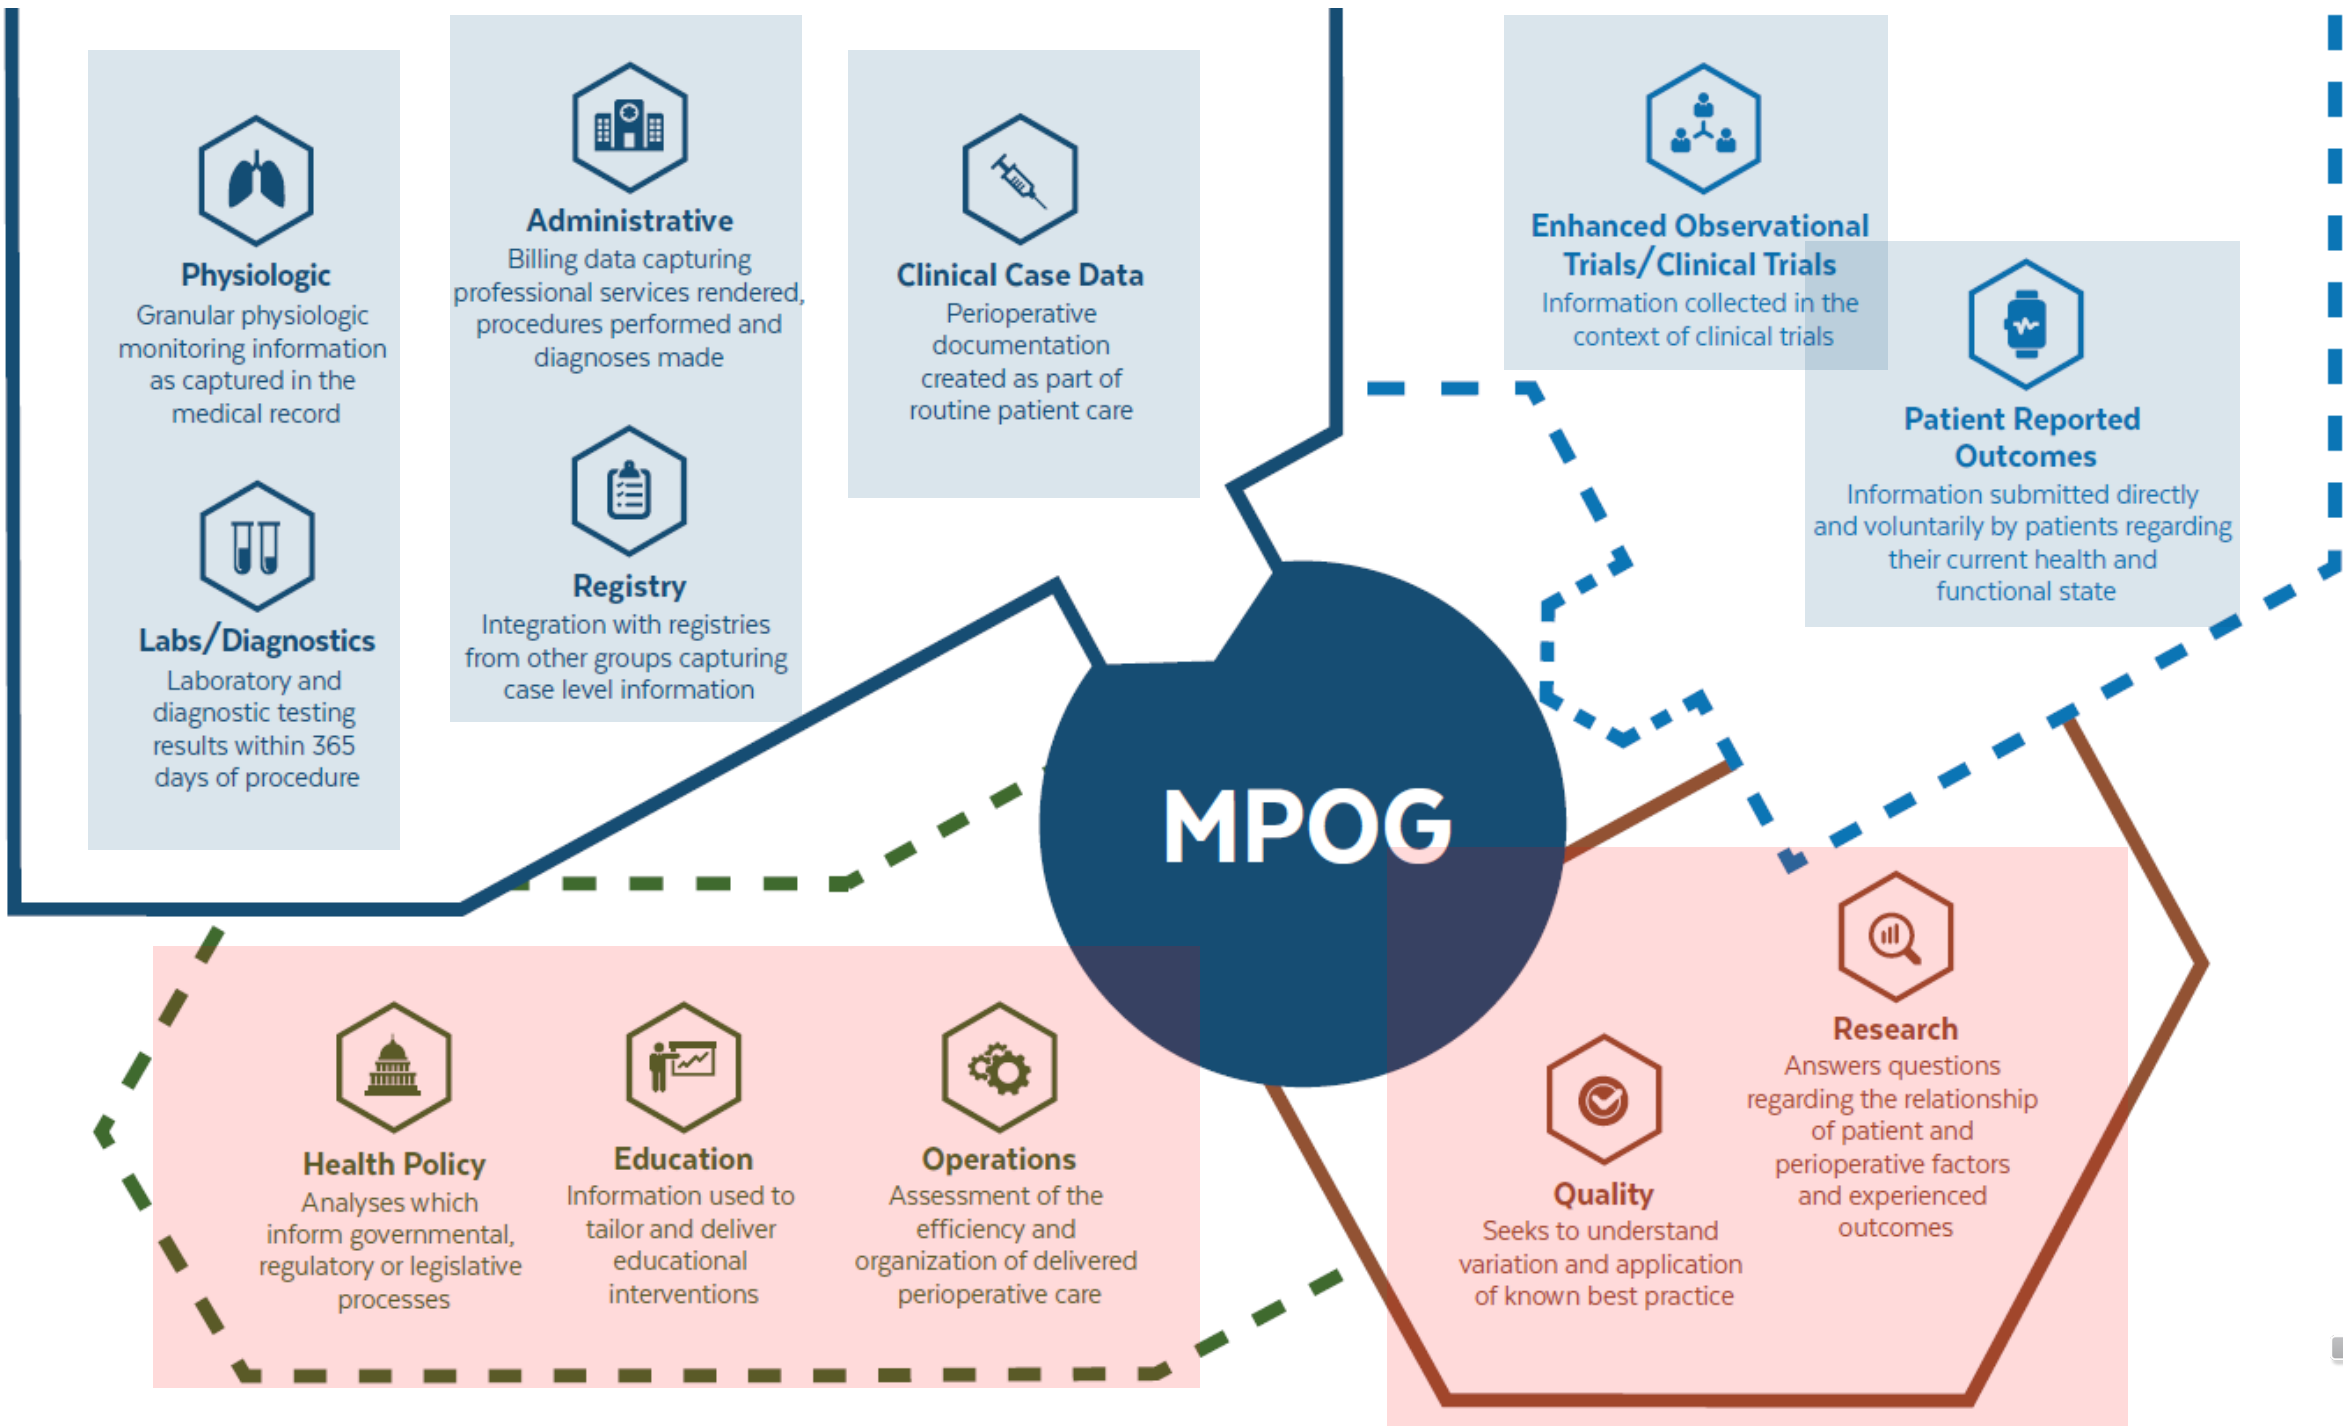 Physiologic
Granular physiologic
monitoring information
as captured in the
medical record
Labs/Diagnostics
Laboratory and
diagnostic testing
results within 365
days of procedure
Administrative
Billing data capturing
professional services rendered,
procedures performed and
diagnoses made
Registry
Integration with registries
from other groups capturing
case level information
Clinical Case Data
Perioperative
documentation
created as part of
routine patient care
Enhanced Observational
Trials/Clinical Trials
Information collected in the
context of clinical trials
Patient Reported
Outcomes
Information submitted directly
and voluntarily by patients regarding
their current health and
functional state
MPOG
Health Policy
Analyses which
inform governmental,
regulatory or legislative
processes
Education
Information used to
tailor and deliver
educational
interventions
Operations
Assessment of the
efficiency and
organization of delivered
perioperative care
Quality
Seeks to understand
variation and application
of known best practice
Research
Answers questions
regarding the relationship
of patient and
perioperative factors
and experienced
outcomes